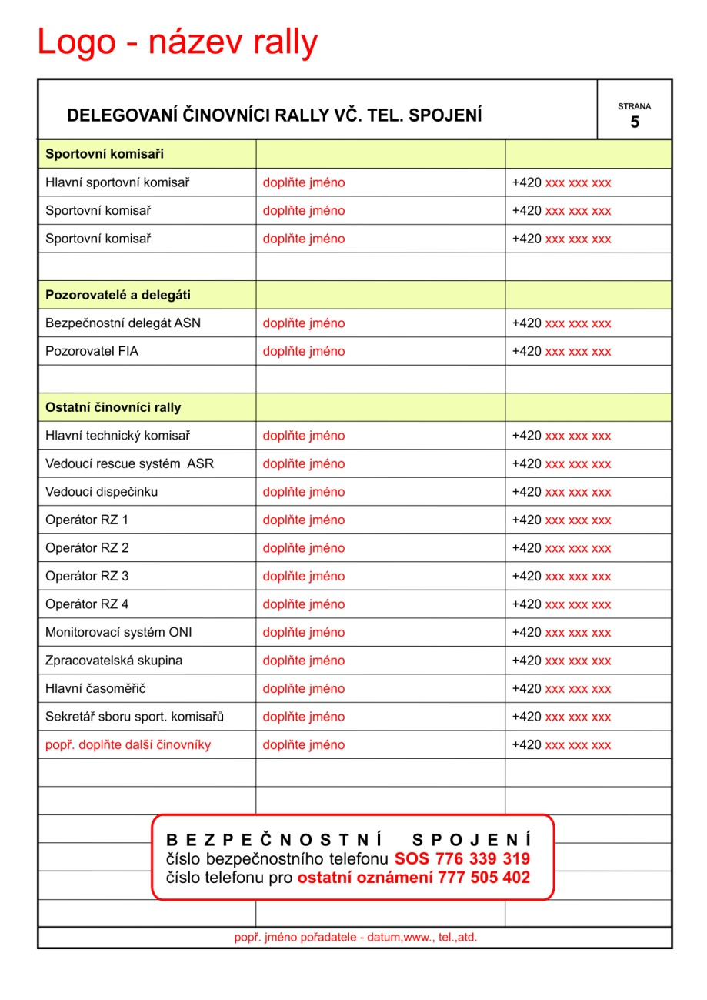 Logo - název rally
DELEGOVANÍ ČINOVNÍCI RALLY VČ. TEL. SPOJENÍ
STRANA
5
Sportovní komisaři
Hlavní sportovní komisař doplňte jméno +420 xxx xxx xxx
Sportovní komisař doplňte jméno +420 xxx xxx xxx
Sportovní komisař doplňte jméno +420 xxx xxx xxx
Pozorovatelé a delegáti
Bezpečnostní delegát ASN doplňte jméno +420 xxx xxx xxx
Pozorovatel FIA doplňte jméno +420 xxx xxx xxx
Ostatní činovníci rally
Hlavní technický komisař doplňte jméno +420 xxx xxx xxx
Vedoucí rescue systém ASR doplňte jméno +420 xxx xxx xxx
Vedoucí dispečinku doplňte jméno +420 xxx xxx xxx
Operátor RZ 1 doplňte jméno +420 xxx xxx xxx
Operátor RZ 2 doplňte jméno +420 xxx xxx xxx
Operátor RZ 3 doplňte jméno +420 xxx xxx xxx
Operátor RZ 4 doplňte jméno +420 xxx xxx xxx
Monitorovací systém ONI doplňte jméno +420 xxx xxx xxx
Zpracovatelská skupina doplňte jméno +420 xxx xxx xxx
Hlavní časoměřič doplňte jméno +420 xxx xxx xxx
Sekretář sboru sport. komisařů doplňte jméno +420 xxx xxx xxx
popř. doplňte další činovníky doplňte jméno +420 xxx xxx xxx
BEZPEČNOSTNÍ SPOJENÍ
číslo bezpečnostního telefonu SOS 776 339 319
číslo telefonu pro ostatní oznámení 777 505 402
popř. jméno pořadatele - datum,www., tel.,atd.